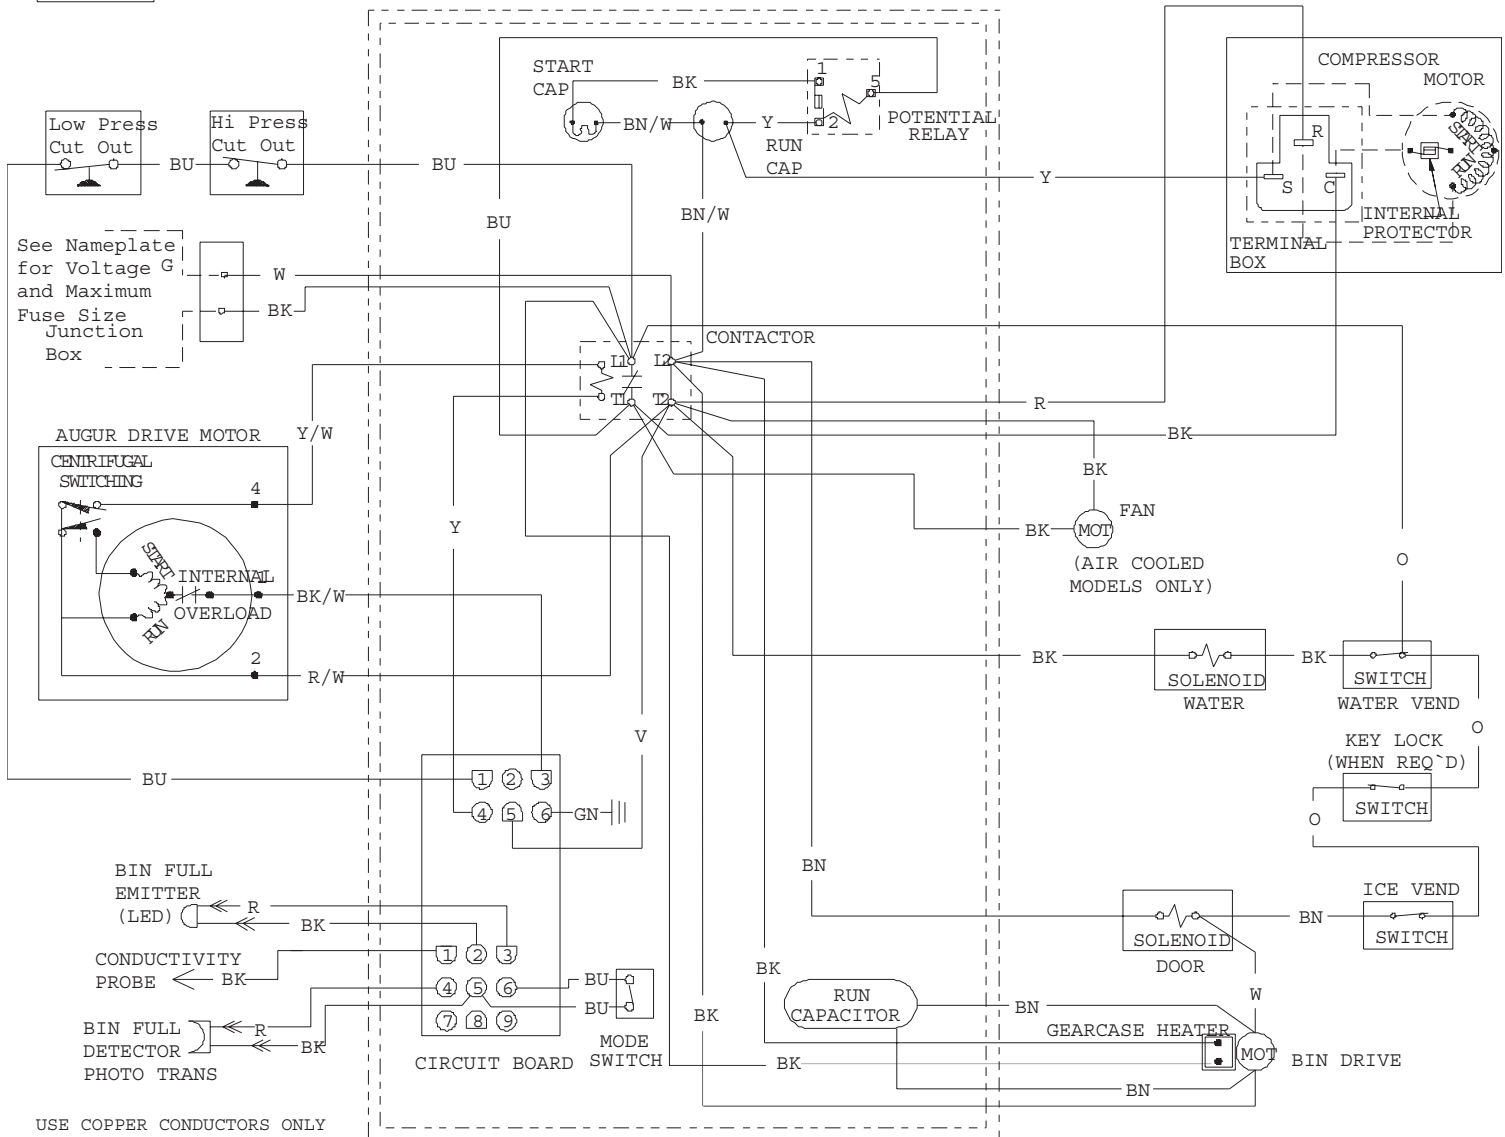 START
CAP
BK
1
5
2
BN/W
Y
POTENTIAL
RELAY
RUN
CAP
COMPRESSOR
MOTOR
START
RUN
R
S
C
INTERNAL
PROTECTOR
TERMINAL
BOX
Low Press
Cut Out
BU
Hi Press
Cut Out
BU
BU
BN/W
Y
See Nameplate
for Voltage
and Maximum
Fuse Size
G
Junction
Box
W
BK
CONTACTOR
L1
L2
T1
T2
R
BK
AUGUR DRIVE MOTOR
Y/W
CENTRIFUGAL
SWITCHING
4
START
INTERNAL
1
OVERLOAD
RUN
2
BK/W
R/W
Y
V
BK
FAN
BK
MOT
(AIR COOLED
MODELS ONLY)
O
BK
SOLENOID
WATER
BK
SWITCH
WATER VEND
O
KEY LOCK
(WHEN REQ`D)
SWITCH
O
BU
1 2 3
4 5 6
GN
BN
BIN FULL
EMITTER
(LED)
R
BK
CONDUCTIVITY
PROBE
BK
1 2 3
4 5 6
7 8 9
BU
BU
MODE
SWITCH
BIN FULL
DETECTOR
PHOTO TRANS
R
BK
CIRCUIT BOARD
ICE VEND
SOLENOID
DOOR
BN
SWITCH
BK
BK
RUN
CAPACITOR
BN
W
GEARCASE HEATER
BK
MOT
BIN DRIVE
BN
USE COPPER CONDUCTORS ONLY